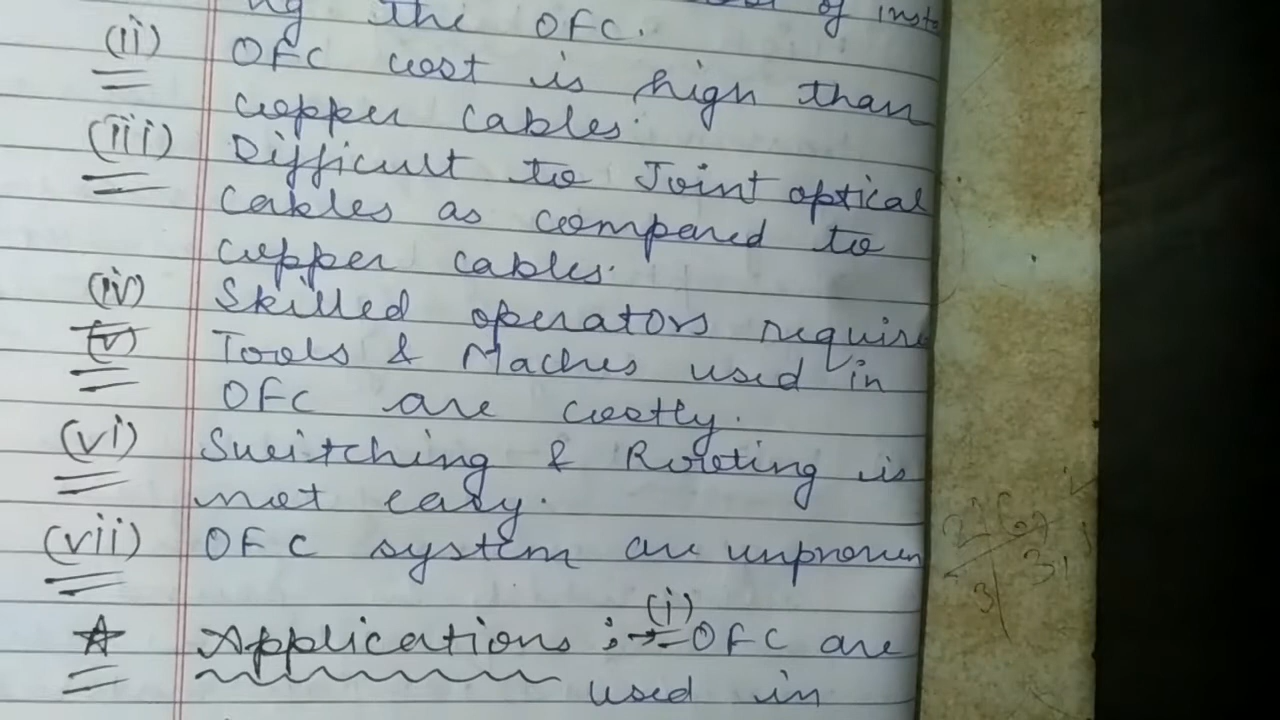 ng the OFC. of insta
(ii) OFC cost is high than
copper cables.
(iii) Difficult to Joint optical
cables as compared to
copper cables.
(iv) Skilled operators require
(v) Tools & Maches used in
OFC are costly.
(vi) Switching & Routing is
not easy.
(vii) OFC system are unproven
☆ Applications :→ (i) OFC are
used in